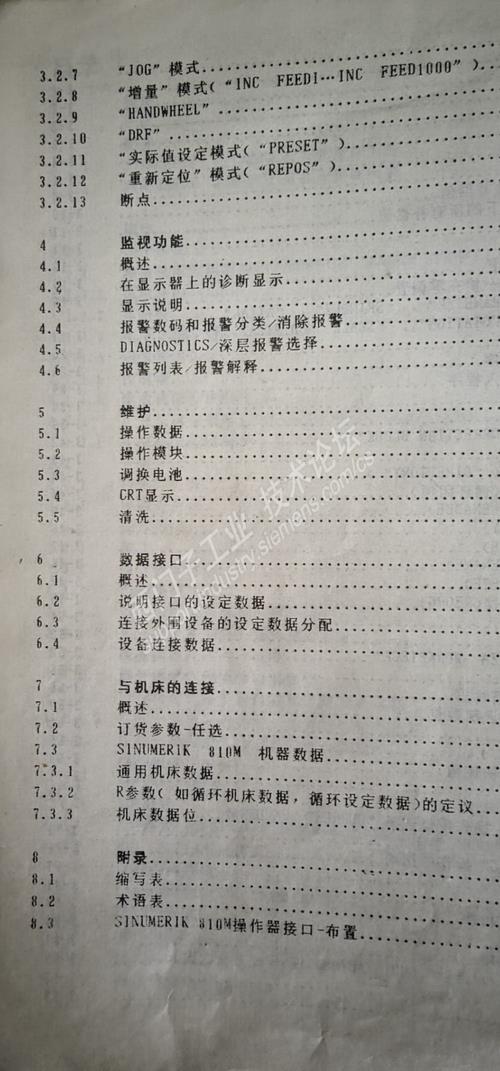 3.2.7 “JOG”模式
3.2.8 “增量”模式(“INC FEED1…INC FEED1000”)
3.2.9 “HANDWHEEL”
3.2.10 “DRF”
3.2.11 “实际值设定模式(“PRESET”)
3.2.12 “重新定位”模式(“REPOS”)
3.2.13 断点
4 监视功能
4.1 概述
4.2 在显示器上的诊断显示
4.3 显示说明
4.4 报警数码和报警分类/消除报警
4.5 DIAGNOSTICS/深层报警选择
4.6 报警列表/报警解释
5 维护
5.1 操作数据
5.2 操作模块
5.3 调换电池
5.4 CRT显示
5.5 清洗
6 数据接口
6.1 概述
6.2 说明接口的设定数据
6.3 连接外围设备的设定数据分配
6.4 设备连接数据
7 与机床的连接
7.1 概述
7.2 订货参数-任选
7.3 SINUMERIK 810M 机器数据
7.3.1 通用机床数据
7.3.2 R参数(如循环机床数据,循环设定数据)的定议
7.3.3 机床数据位
8 附录
8.1 缩写表
8.2 术语表
8.3 SINUMERIK 810M操作器接口-布置